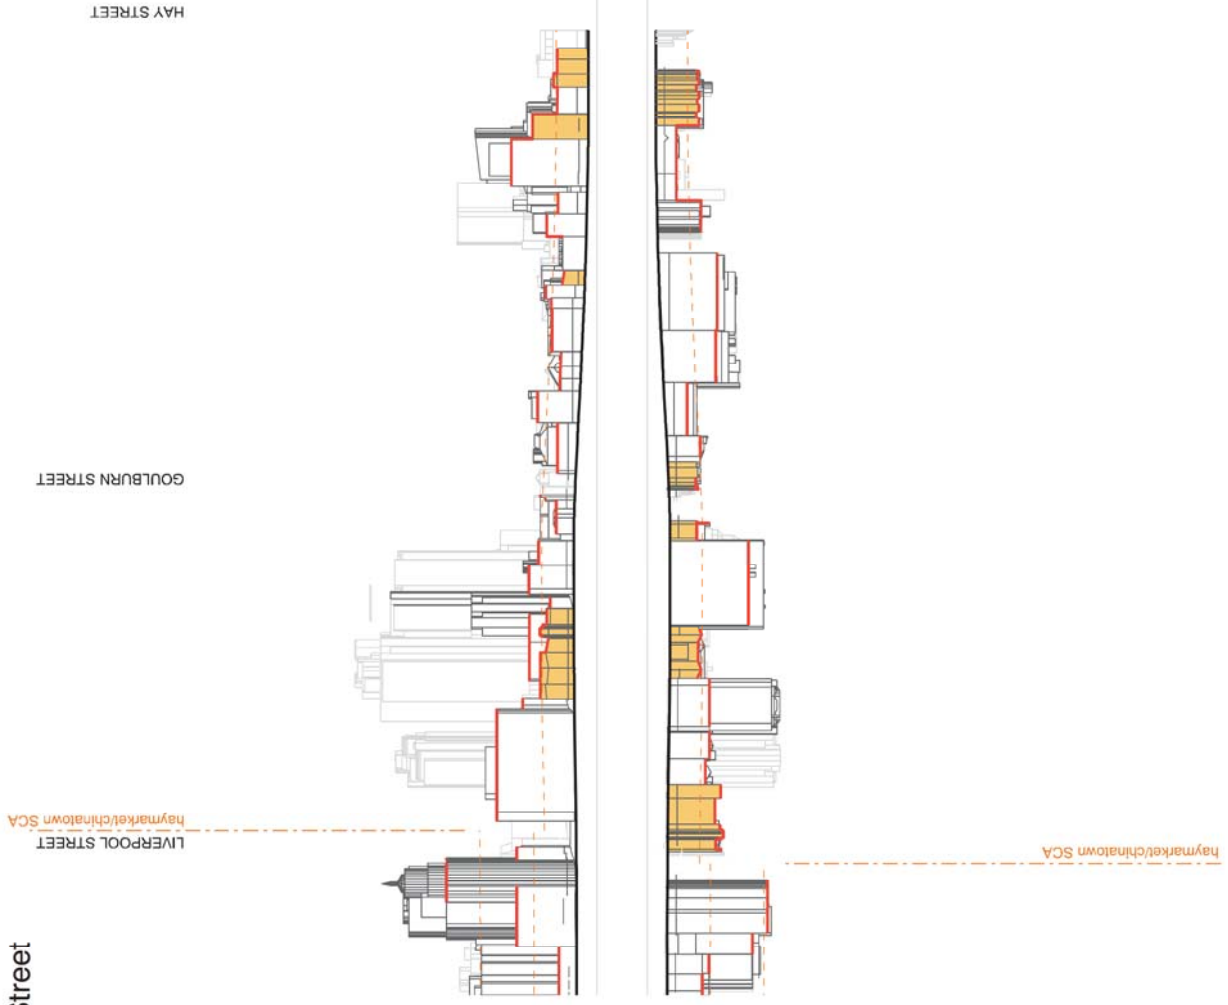 HAY STREET
GOULBURN STREET
haymarket/chinatown SCA
LIVERPOOL STREET
haymarket/chinatown SCA
street